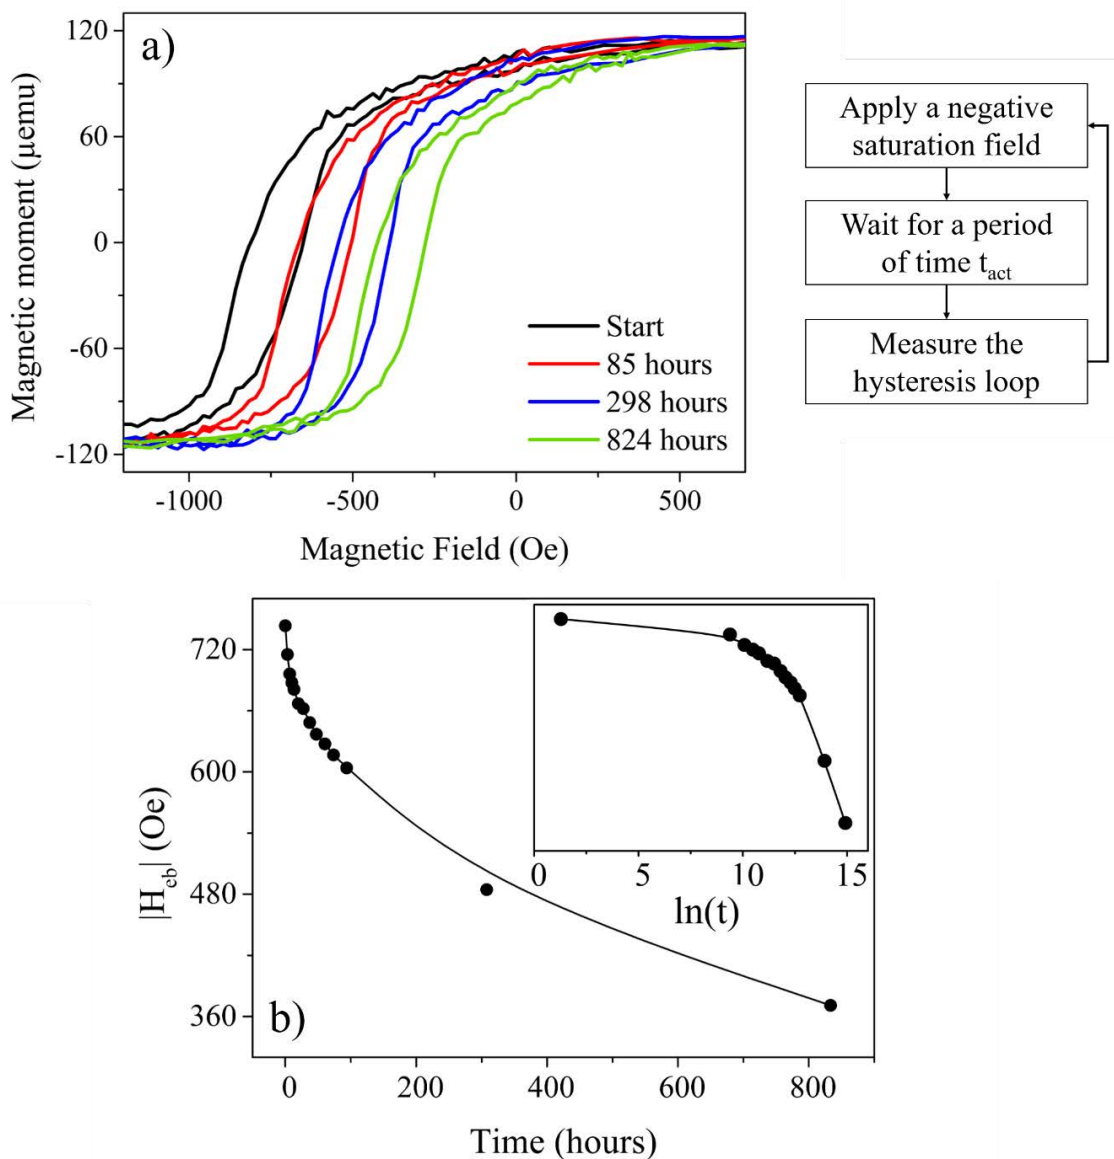 a)
120
60
0
-60
-120
Magnetic moment (μemu)
Start
85 hours
298 hours
824 hours
-1000
-500
0
500
Magnetic Field (Oe)
Apply a negative
saturation field
Wait for a period
of time t_act
Measure the
hysteresis loop
b)
720
600
480
360
|H_eb| (Oe)
0
200
400
600
800
Time (hours)
0
5
10
15
ln(t)